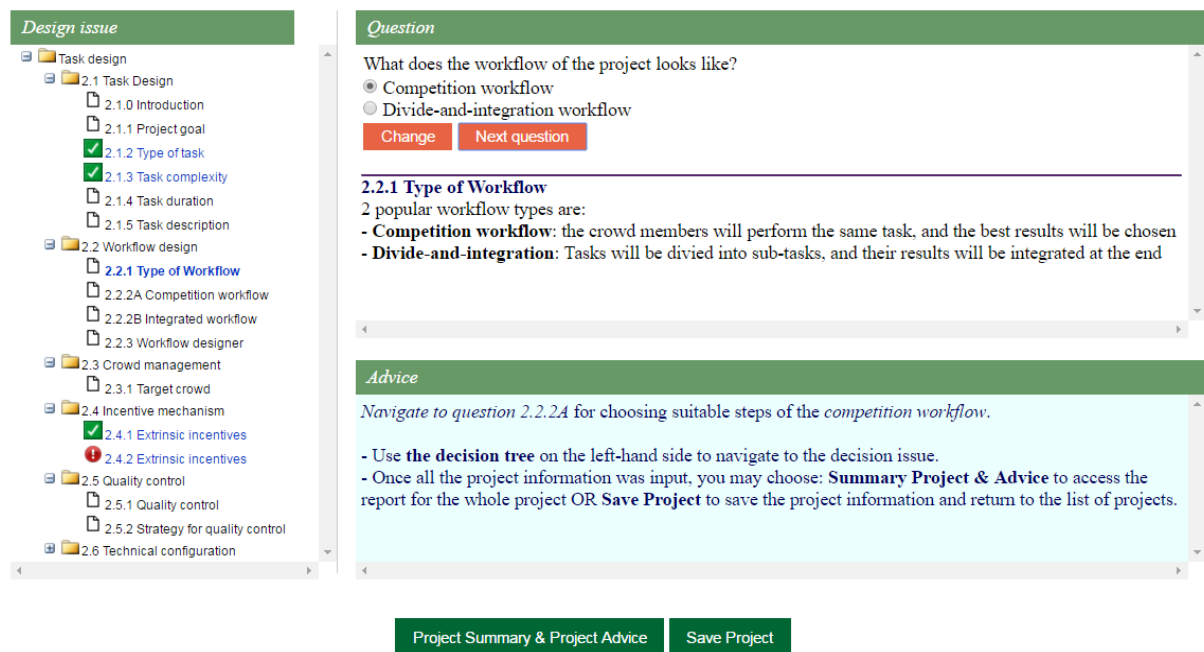 Design issue
Task design
2.1 Task Design
2.1.0 Introduction
2.1.1 Project goal
2.1.2 Type of task
2.1.3 Task complexity
2.1.4 Task duration
2.1.5 Task description
2.2 Workflow design
2.2.1 Type of Workflow
2.2.2A Competition workflow
2.2.2B Integrated workflow
2.2.3 Workflow designer
2.3 Crowd management
2.3.1 Target crowd
2.4 Incentive mechanism
2.4.1 Extrinsic incentives
2.4.2 Extrinsic incentives
2.5 Quality control
2.5.1 Quality control
2.5.2 Strategy for quality control
2.6 Technical configuration
Question
What does the workflow of the project looks like?
Competition workflow
Divide-and-integration workflow
Change Next question
2.2.1 Type of Workflow
2 popular workflow types are:
- Competition workflow: the crowd members will perform the same task, and the best results will be chosen
- Divide-and-integration: Tasks will be divied into sub-tasks, and their results will be integrated at the end
Advice
Navigate to question 2.2.2A for choosing suitable steps of the competition workflow.
- Use the decision tree on the left-hand side to navigate to the decision issue.
- Once all the project information was input, you may choose: Summary Project & Advice to access the
report for the whole project OR Save Project to save the project information and return to the list of projects.
Project Summary & Project Advice Save Project